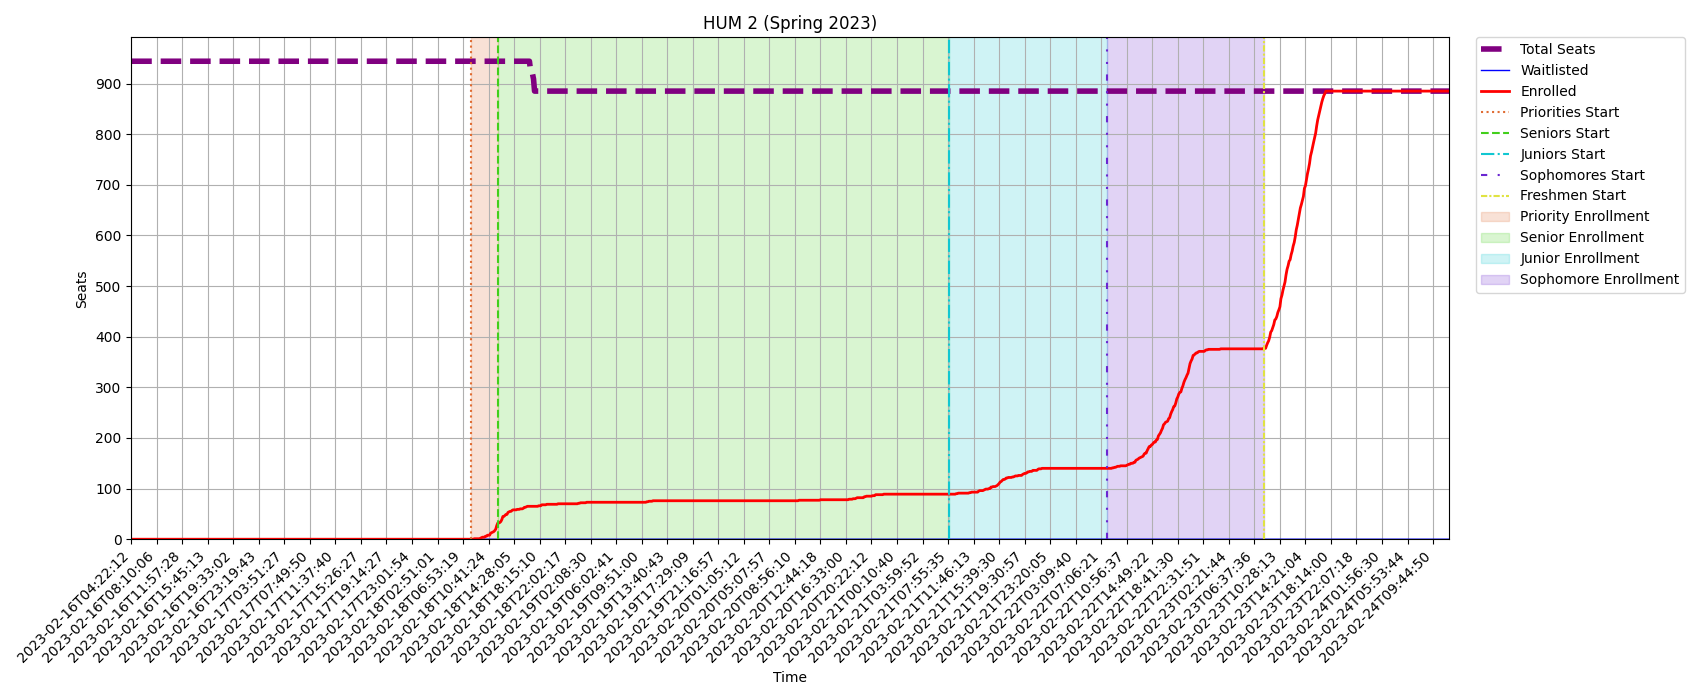 HUM 2 (Spring 2023)
Total Seats
Waitlisted
Enrolled
Priorities Start
Seniors Start
Juniors Start
Sophomores Start
Freshmen Start
Priority Enrollment
Senior Enrollment
Junior Enrollment
Sophomore Enrollment
Seats
900
800
700
600
500
400
300
200
100
0
2023-02-16T04:22:12
2023-02-16T08:10:06
2023-02-16T11:57:28
2023-02-16T15:45:13
2023-02-16T19:33:02
2023-02-16T23:19:43
2023-02-17T03:51:27
2023-02-17T07:49:50
2023-02-17T11:37:40
2023-02-17T15:26:27
2023-02-17T19:14:27
2023-02-17T23:01:54
2023-02-18T02:51:01
2023-02-18T06:53:19
2023-02-18T10:41:24
2023-02-18T14:28:05
2023-02-18T18:15:10
2023-02-18T22:02:17
2023-02-19T02:08:30
2023-02-19T06:02:41
2023-02-19T09:51:00
2023-02-19T13:40:43
2023-02-19T17:29:09
2023-02-19T21:16:57
2023-02-20T01:05:12
2023-02-20T05:07:57
2023-02-20T08:56:10
2023-02-20T12:44:18
2023-02-20T16:33:00
2023-02-20T20:22:12
2023-02-21T00:10:40
2023-02-21T03:59:52
2023-02-21T07:55:35
2023-02-21T11:46:13
2023-02-21T15:39:30
2023-02-21T19:30:57
2023-02-21T23:20:05
2023-02-22T03:09:40
2023-02-22T07:06:21
2023-02-22T10:56:37
2023-02-22T14:49:22
2023-02-22T18:41:30
2023-02-22T22:31:51
2023-02-23T02:21:44
2023-02-23T06:37:36
2023-02-23T10:28:13
2023-02-23T14:21:04
2023-02-23T18:14:00
2023-02-23T22:07:18
2023-02-24T01:56:30
2023-02-24T05:53:44
2023-02-24T09:44:50
Time